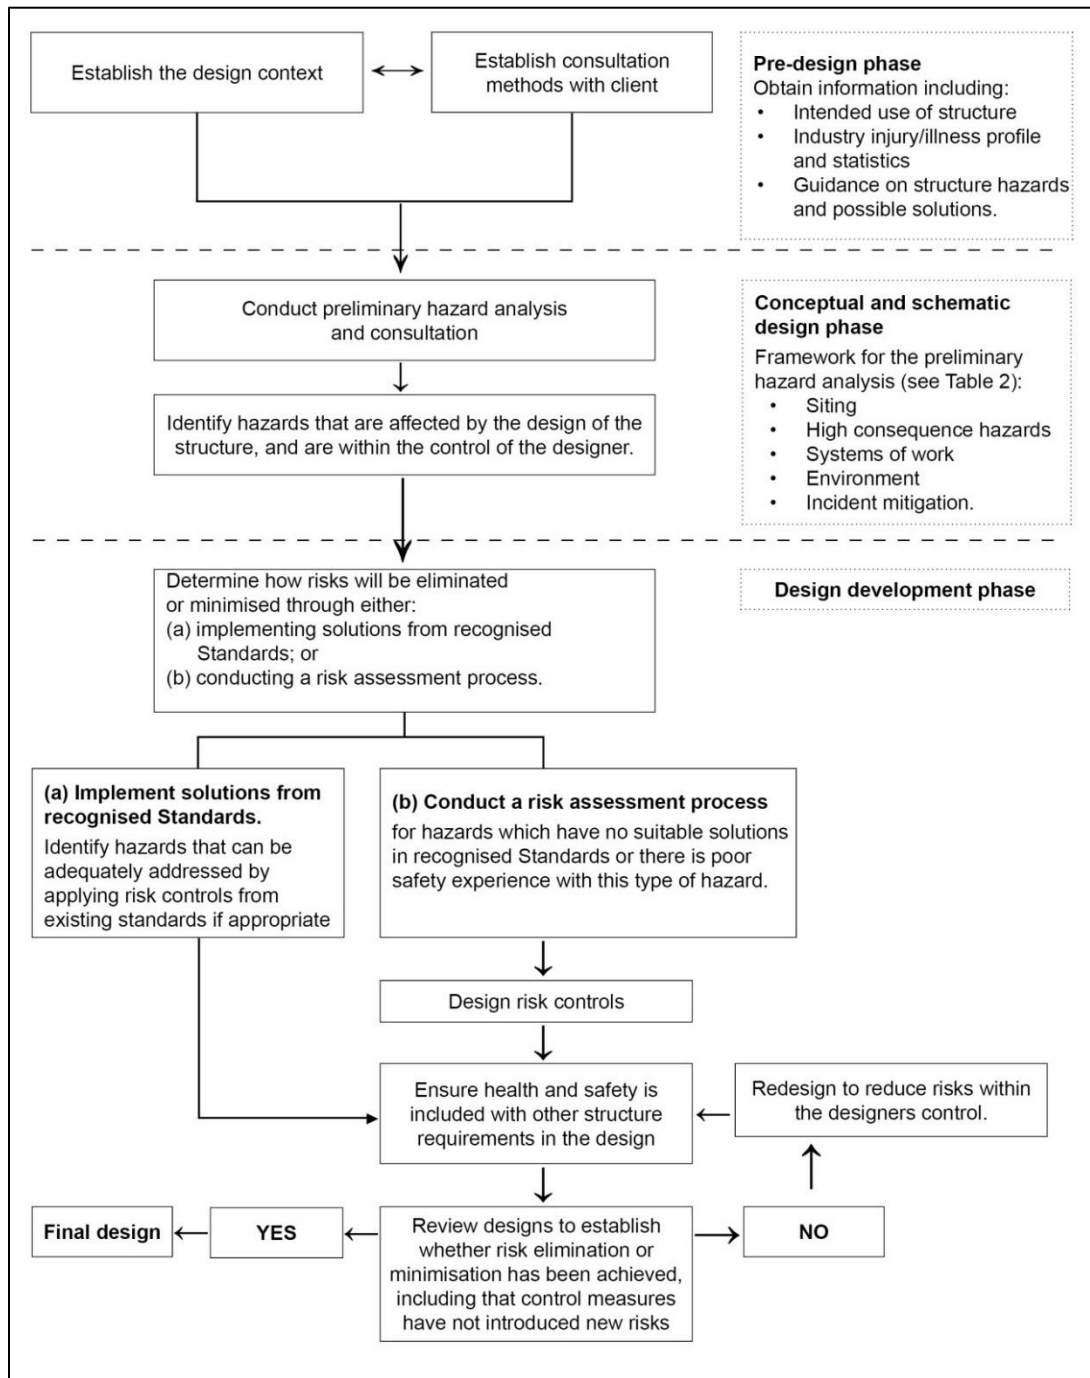 Establish the design context
Establish consultation
methods with client
Pre-design phase
Obtain information including:
• Intended use of structure
• Industry injury/illness profile
and statistics
• Guidance on structure hazards
and possible solutions.
Conduct preliminary hazard analysis
and consultation
Identify hazards that are affected by the design of the
structure, and are within the control of the designer.
Conceptual and schematic
design phase
Framework for the preliminary
hazard analysis (see Table 2):
• Siting
• High consequence hazards
• Systems of work
• Environment
• Incident mitigation.
Determine how risks will be eliminated
or minimised through either:
(a) implementing solutions from recognised
Standards; or
(b) conducting a risk assessment process.
Design development phase
(a) Implement solutions from
recognised Standards.
Identify hazards that can be
adequately addressed by
applying risk controls from
existing standards if appropriate
(b) Conduct a risk assessment process
for hazards which have no suitable solutions
in recognised Standards or there is poor
safety experience with this type of hazard.
Design risk controls
Ensure health and safety is
included with other structure
requirements in the design
Redesign to reduce risks within
the designers control.
Final design
YES
Review designs to establish
whether risk elimination or
minimisation has been achieved,
including that control measures
have not introduced new risks
NO